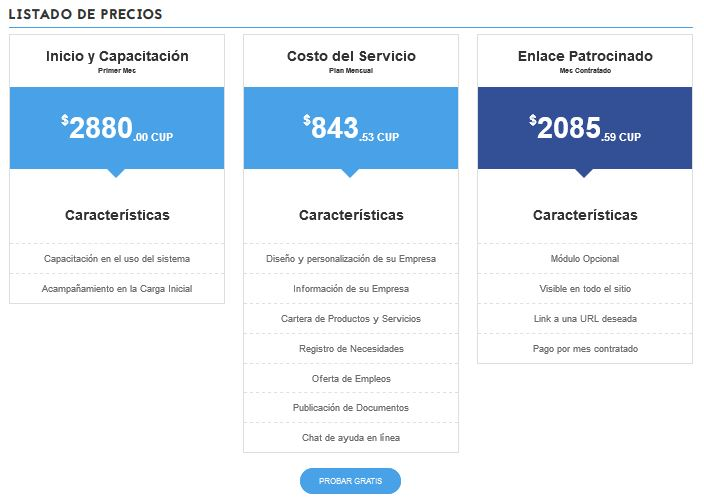 LISTADO DE PRECIOS
Inicio y Capacitación
Primer Mes
$2880.00 CUP
Características
Capacitación en el uso del sistema
Acampañamiento en la Carga Inicial
Costo del Servicio
Plan Mensual
$843.53 CUP
Características
Diseño y personalización de su Empresa
Información de su Empresa
Cartera de Productos y Servicios
Registro de Necesidades
Oferta de Empleos
Publicación de Documentos
Chat de ayuda en línea
Enlace Patrocinado
Mes Contratado
$2085.59 CUP
Características
Módulo Opcional
Visible en todo el sitio
Link a una URL deseada
Pago por mes contratado
PROBAR GRATIS